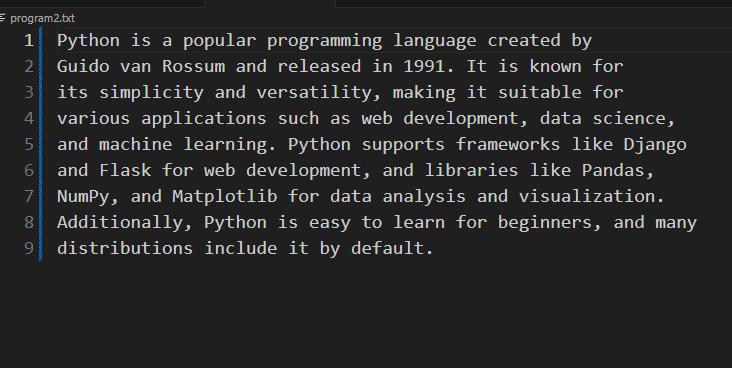 program2.txt
1 Python is a popular programming language created by
2 Guido van Rossum and released in 1991. It is known for
3 its simplicity and versatility, making it suitable for
4 various applications such as web development, data science,
5 and machine learning. Python supports frameworks like Django
6 and Flask for web development, and libraries like Pandas,
7 NumPy, and Matplotlib for data analysis and visualization.
8 Additionally, Python is easy to learn for beginners, and many
9 distributions include it by default.